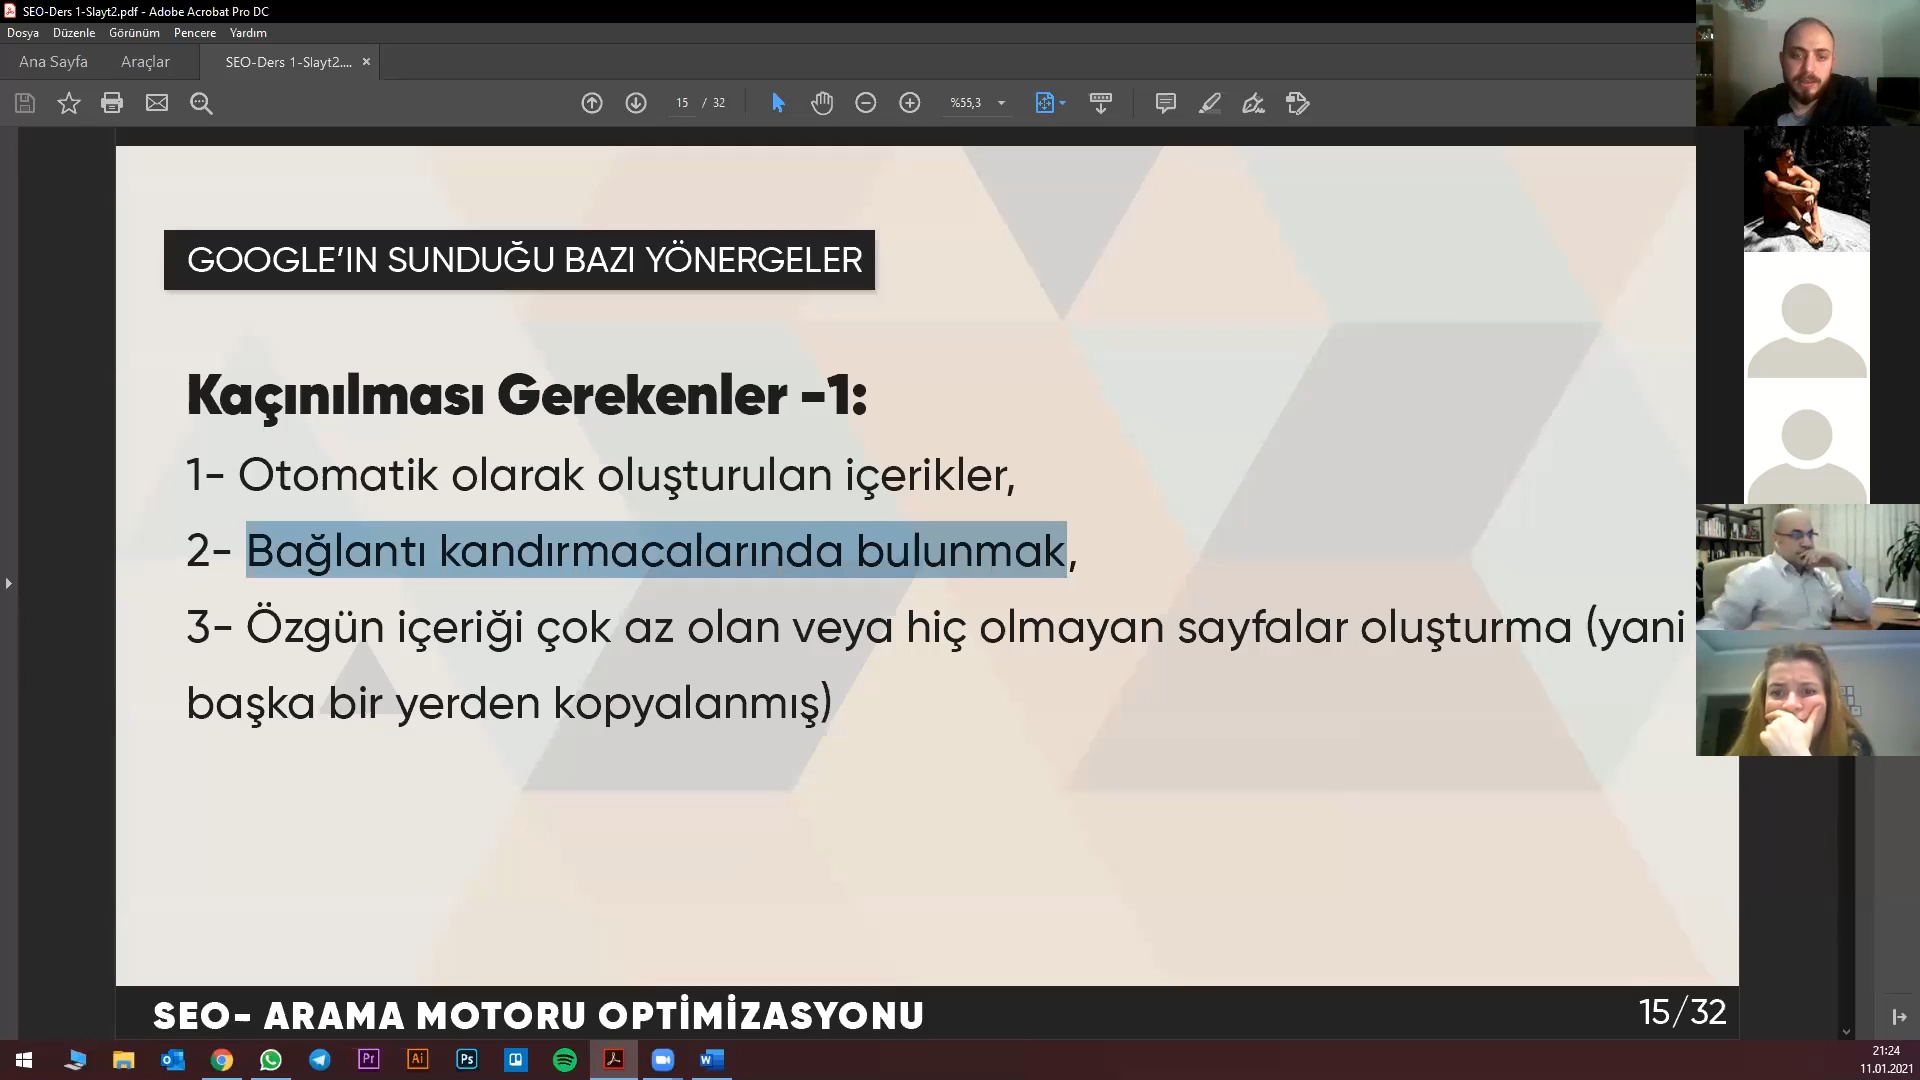 SEO-Ders 1-Slayt2.pdf - Adobe Acrobat Pro DC
Dosya Düzenle Görünüm Pencere Yardım
Ana Sayfa Araçlar SEO-Ders 1-Slayt2.... ×
15 / 32 %55,3
GOOGLE’IN SUNDUĞU BAZI YÖNERGELER
Kaçınılması Gerekenler -1:
1- Otomatik olarak oluşturulan içerikler,
2- Bağlantı kandırmacalarında bulunmak,
3- Özgün içeriği çok az olan veya hiç olmayan sayfalar oluşturma (yani
başka bir yerden kopyalanmış)
SEO- ARAMA MOTORU OPTİMİZASYONU 15/32
Pr Ai Ps
21:24
11.01.2021